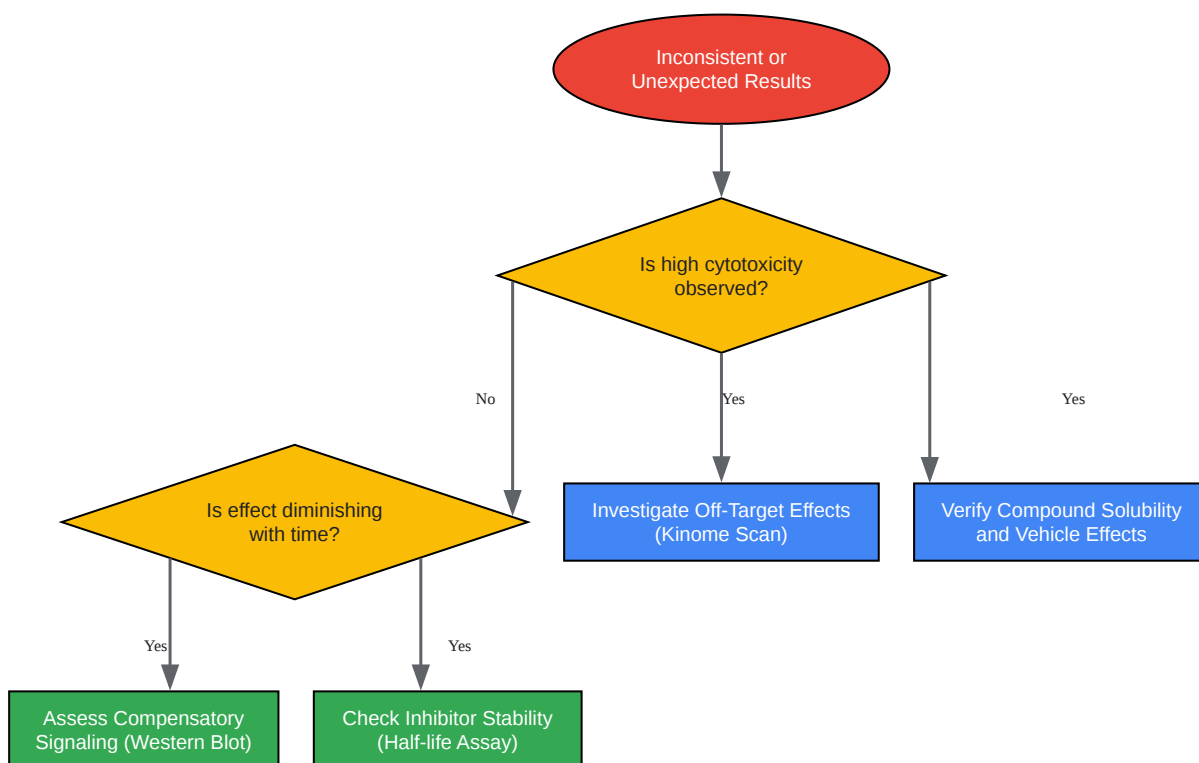 Inconsistent or
Unexpected Results
Is high cytotoxicity
observed?
No
Yes
Yes
Is effect diminishing
with time?
Investigate Off-Target Effects
(Kinome Scan)
Verify Compound Solubility
and Vehicle Effects
Yes
Yes
Assess Compensatory
Signaling (Western Blot)
Check Inhibitor Stability
(Half-life Assay)